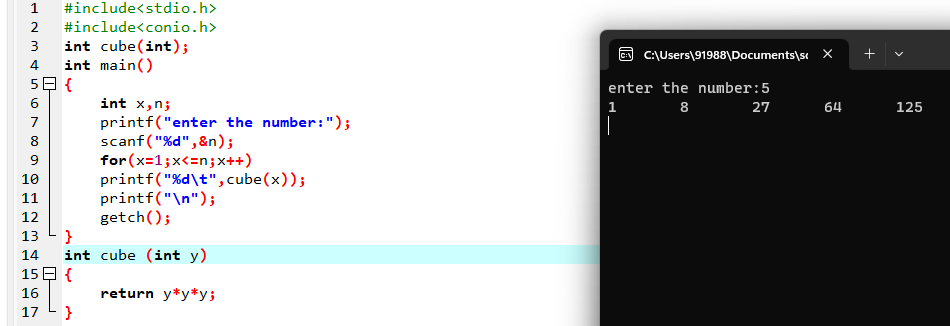 1 #include<stdio.h>
2 #include<conio.h>
3 int cube(int);
4 int main()
5 {
6 int x,n;
7 printf("enter the number:");
8 scanf("%d",&n);
9 for(x=1;x<=n;x++)
10 printf("%d\t",cube(x));
11 printf("\n");
12 getch();
13 }
14 int cube (int y)
15 {
16 return y*y*y;
17 }
C:\Users\91988\Documents\
enter the number:5
1 8 27 64 125